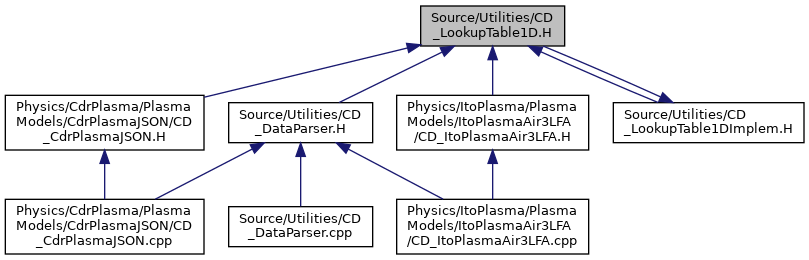 Source/Utilities/CD
_LookupTable1D.H
Physics/CdrPlasma/Plasma
Models/CdrPlasmaJSON/CD
_CdrPlasmaJSON.H
Source/Utilities/CD
_DataParser.H
Physics/ItoPlasma/Plasma
Models/ItoPlasmaAir3LFA
/CD_ItoPlasmaAir3LFA.H
Source/Utilities/CD
_LookupTable1DImplem.H
Physics/CdrPlasma/Plasma
Models/CdrPlasmaJSON/CD
_CdrPlasmaJSON.cpp
Source/Utilities/CD
_DataParser.cpp
Physics/ItoPlasma/Plasma
Models/ItoPlasmaAir3LFA
/CD_ItoPlasmaAir3LFA.cpp